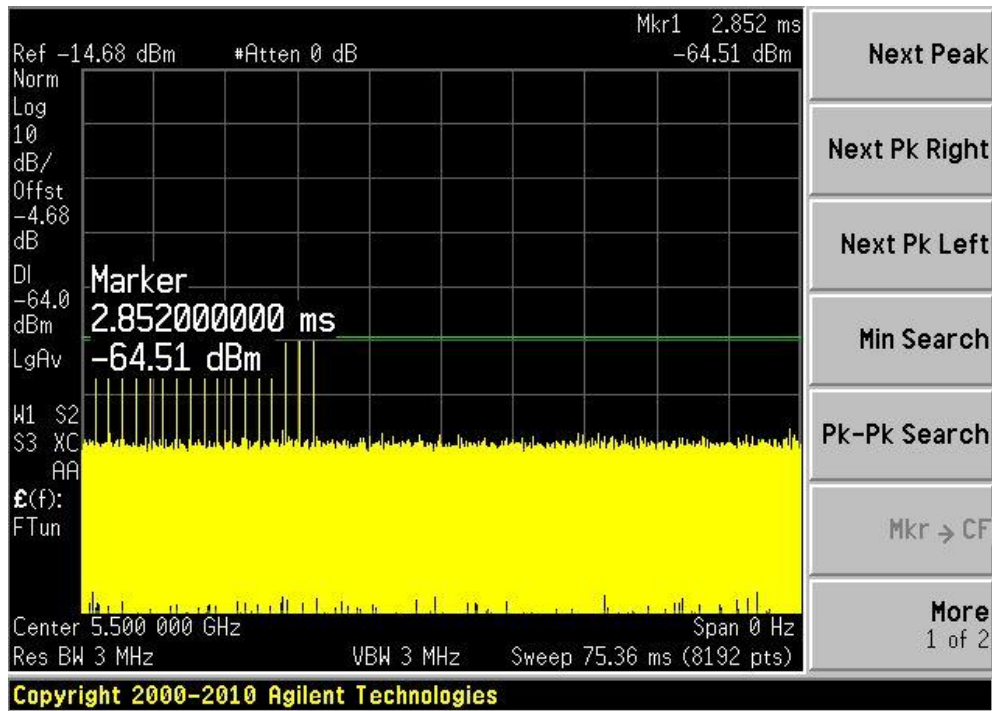 Mkr1 2.852 ms
Ref -14.68 dBm #Atten 0 dB -64.51 dBm
Norm
Log
10
dB/
Offst
-4.68
dB
DI
-64.0
dBm
LgAv
W1 S2
S3 XC
AA
£(f):
FTun
Marker
2.852000000 ms
-64.51 dBm
Center 5.500 000 GHz Span 0 Hz
Res BW 3 MHz VBW 3 MHz Sweep 75.36 ms (8192 pts)
Copyright 2000-2010 Agilent Technologies
Next Peak
Next Pk Right
Next Pk Left
Min Search
Pk-Pk Search
Mkr → CF
More
1 of 2